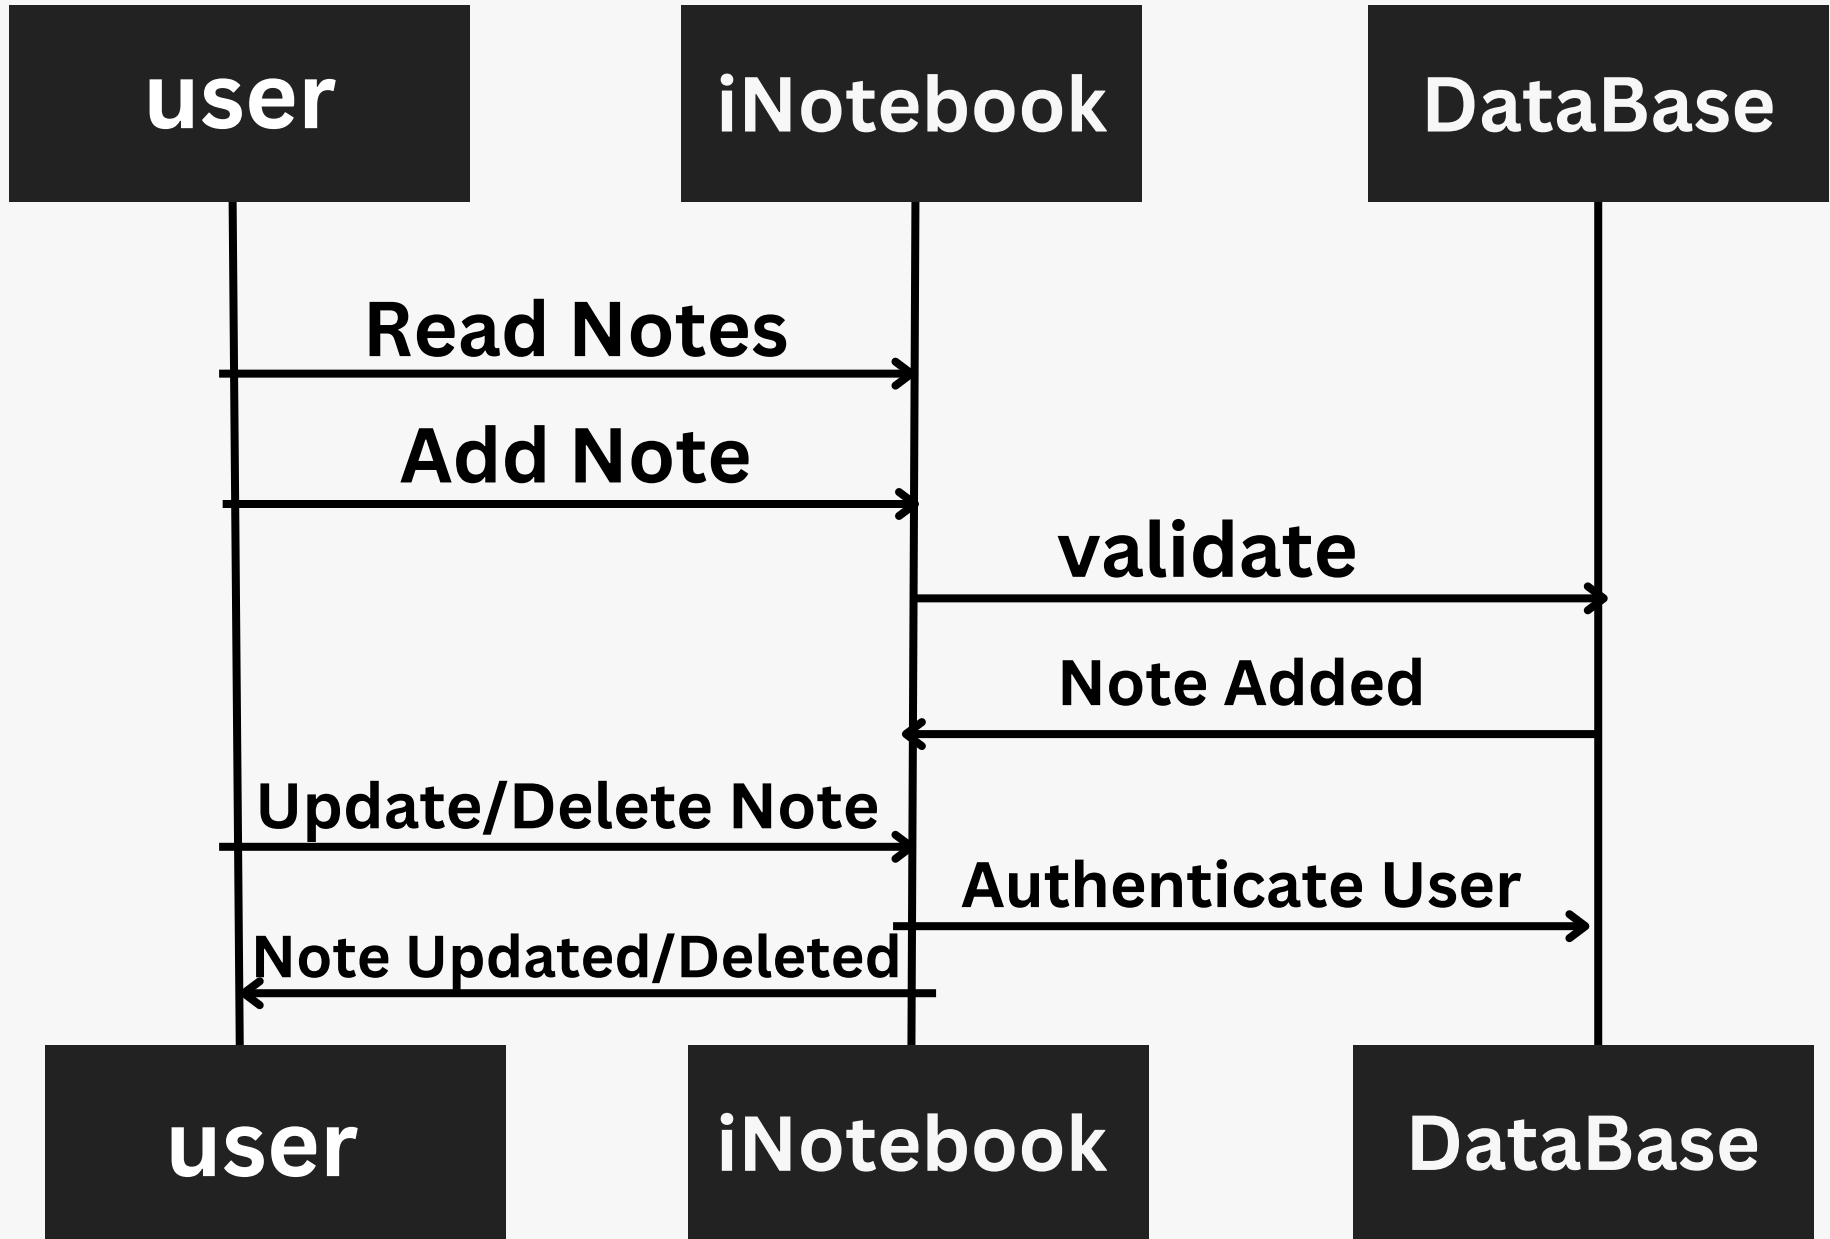 user
iNotebook
DataBase
Read Notes
Add Note
validate
Note Added
Update/Delete Note
Authenticate User
Note Updated/Deleted
user
iNotebook
DataBase